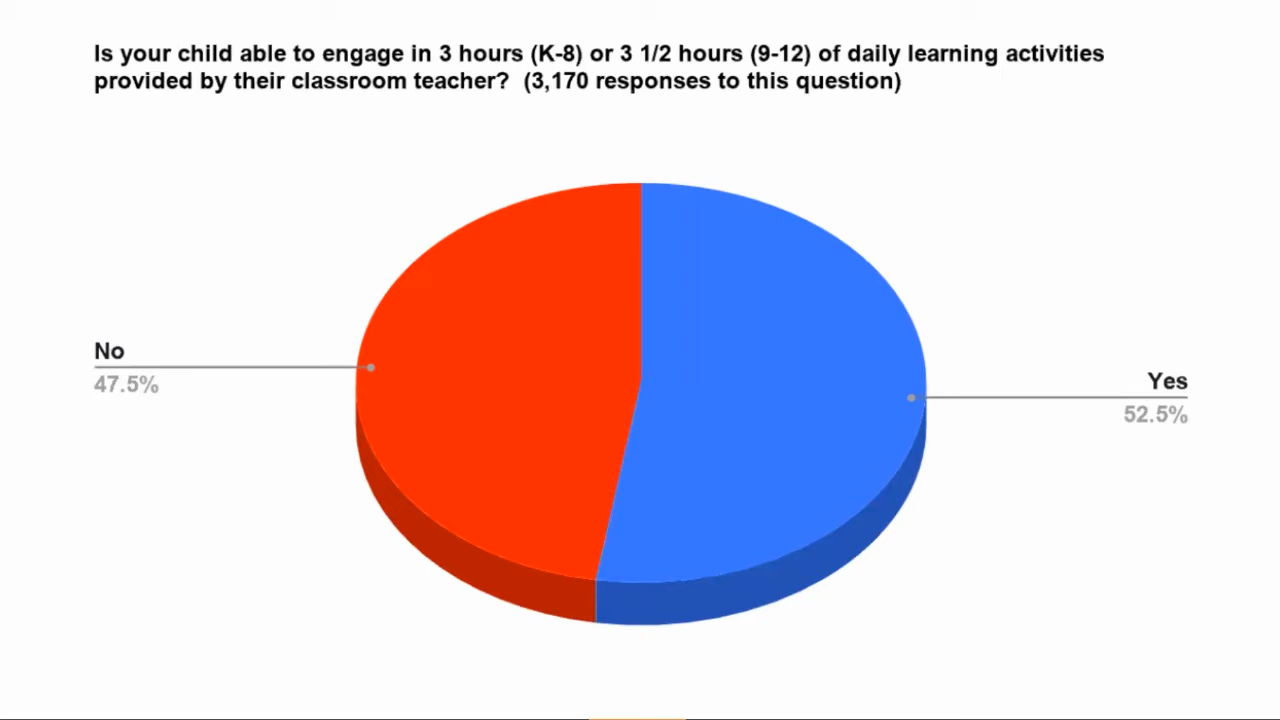 Is your child able to engage in 3 hours (K-8) or 3 1/2 hours (9-12) of daily learning activities
provided by their classroom teacher?  (3,170 responses to this question)
No
47.5%
Yes
52.5%